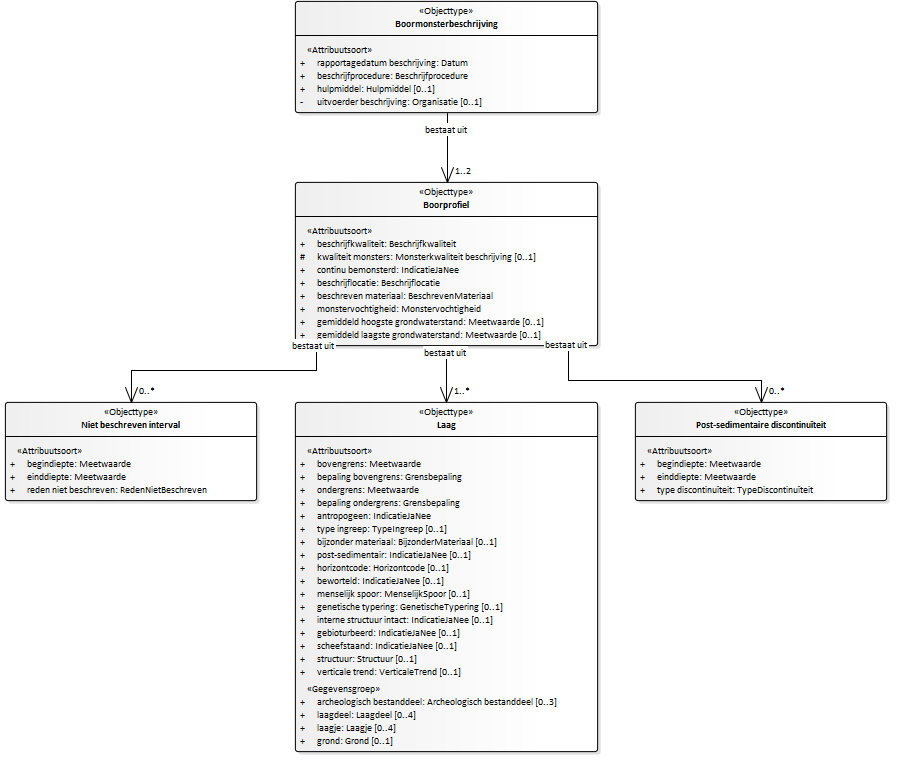 «Objecttype»
Boormonsterbeschrijving
«Attribuutsoort»
+ rapportagedatum beschrijving: Datum
+ beschrijfprocedure: Beschrijfprocedure
+ hulpmiddel: Hulpmiddel [0..1]
- uitvoerder beschrijving: Organisatie [0..1]
bestaat uit
1..2
«Objecttype»
Boorprofiel
«Attribuutsoort»
+ beschrijfkwaliteit: Beschrijfkwaliteit
# kwaliteit monsters: Monsterkwaliteit beschrijving [0..1]
+ continu bemonsterd: IndicatieJaNee
+ beschrijflocatie: Beschrijflocatie
+ beschreven materiaal: BeschrevenMateriaal
+ monstervochtigheid: Monstervochtigheid
+ gemiddeld hoogste grondwaterstand: Meetwaarde [0..1]
+ gemiddeld laagste grondwaterstand: Meetwaarde [0..1]
bestaat uit
bestaat uit
bestaat uit
0..*
1..*
0..*
«Objecttype»
Niet beschreven interval
«Attribuutsoort»
+ begindiepte: Meetwaarde
+ einddiepte: Meetwaarde
+ reden niet beschreven: RedenNietBeschreven
«Objecttype»
Laag
«Attribuutsoort»
+ bovengrens: Meetwaarde
+ bepaling bovengrens: Grensbepaling
+ ondergrens: Meetwaarde
+ bepaling ondergrens: Grensbepaling
+ antropogeen: IndicatieJaNee
+ type ingreep: TypeIngreep [0..1]
+ bijzonder materiaal: BijzonderMateriaal [0..1]
+ post-sedimentair: IndicatieJaNee [0..1]
+ horizontcode: Horizontcode [0..1]
+ beworteld: IndicatieJaNee [0..1]
+ menselijk spoor: MenselijkSpoor [0..1]
+ genetische typering: GenetischeTypering [0..1]
+ interne structuur intact: IndicatieJaNee [0..1]
+ gebioturbeerd: IndicatieJaNee [0..1]
+ scheefstaand: IndicatieJaNee [0..1]
+ structuur: Structuur [0..1]
+ verticale trend: VerticaleTrend [0..1]
«Gegevensgroep»
+ archeologisch bestanddeel: Archeologisch bestanddeel [0..3]
+ laagdeel: Laagdeel [0..4]
+ laagje: Laagje [0..4]
+ grond: Grond [0..1]
«Objecttype»
Post-sedimentaire discontinuïteit
«Attribuutsoort»
+ begindiepte: Meetwaarde
+ einddiepte: Meetwaarde
+ type discontinuïteit: TypeDiscontinuïteit